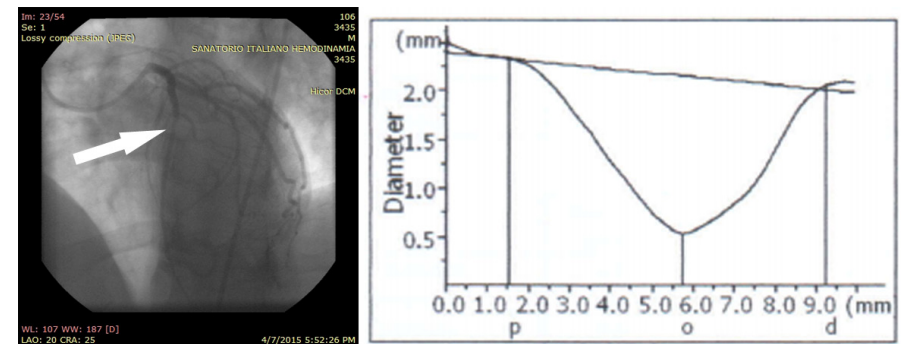 Im: 23/54
Se: 1
Lossy compression (JPEG)
106
3435
M
SANATORIO ITALIANO HEMODINAMIA
3435
Hicor DCM
WL: 107 WW: 187 [D]
LAO: 20 CRA: 25
4/7/2015 5:52:26 PM
(mm
Diameter
2.0
1.5
1.0
0.5
0.0 1.0 2.0 3.0 4.0 5.0 6.0 7.0 8.0 9.0 (mm
p o d